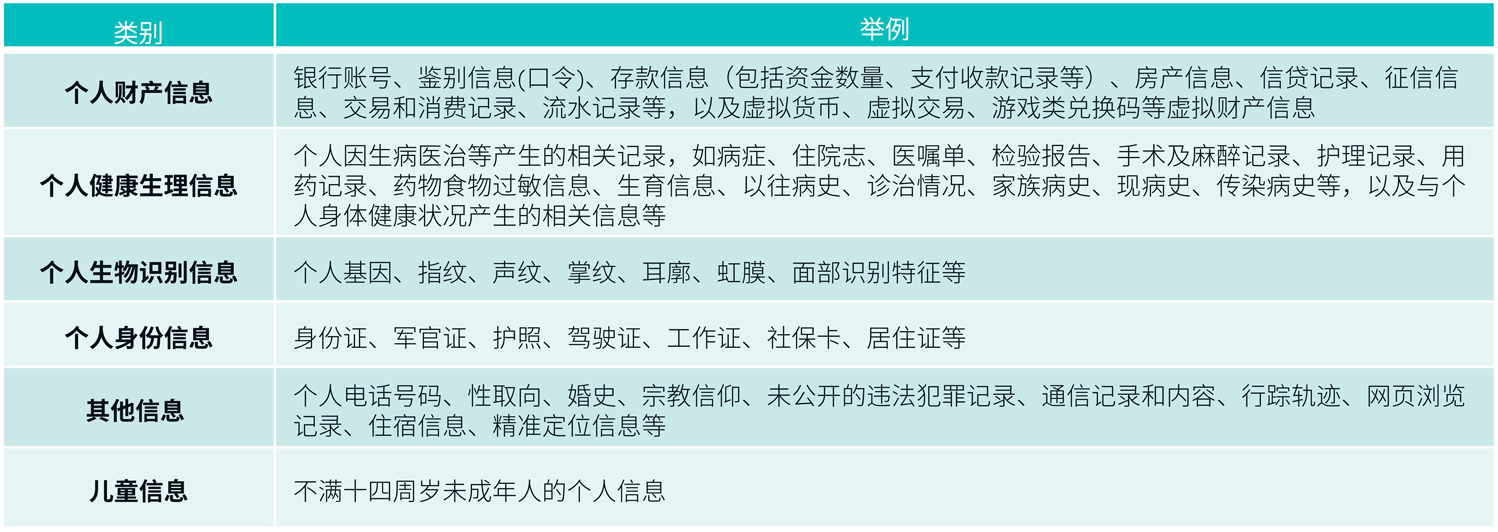 类别
举例
个人财产信息
银行账号、鉴别信息(口令)、存款信息（包括资金数量、支付收款记录等）、房产信息、信贷记录、征信信
息、交易和消费记录、流水记录等，以及虚拟货币、虚拟交易、游戏类兑换码等虚拟财产信息
个人健康生理信息
个人因生病医治等产生的相关记录，如病症、住院志、医嘱单、检验报告、手术及麻醉记录、护理记录、用
药记录、药物食物过敏信息、生育信息、以往病史、诊治情况、家族病史、现病史、传染病史等，以及与个
人身体健康状况产生的相关信息等
个人生物识别信息
个人基因、指纹、声纹、掌纹、耳廓、虹膜、面部识别特征等
个人身份信息
身份证、军官证、护照、驾驶证、工作证、社保卡、居住证等
其他信息
个人电话号码、性取向、婚史、宗教信仰、未公开的违法犯罪记录、通信记录和内容、行踪轨迹、网页浏览
记录、住宿信息、精准定位信息等
儿童信息
不满十四周岁未成年人的个人信息